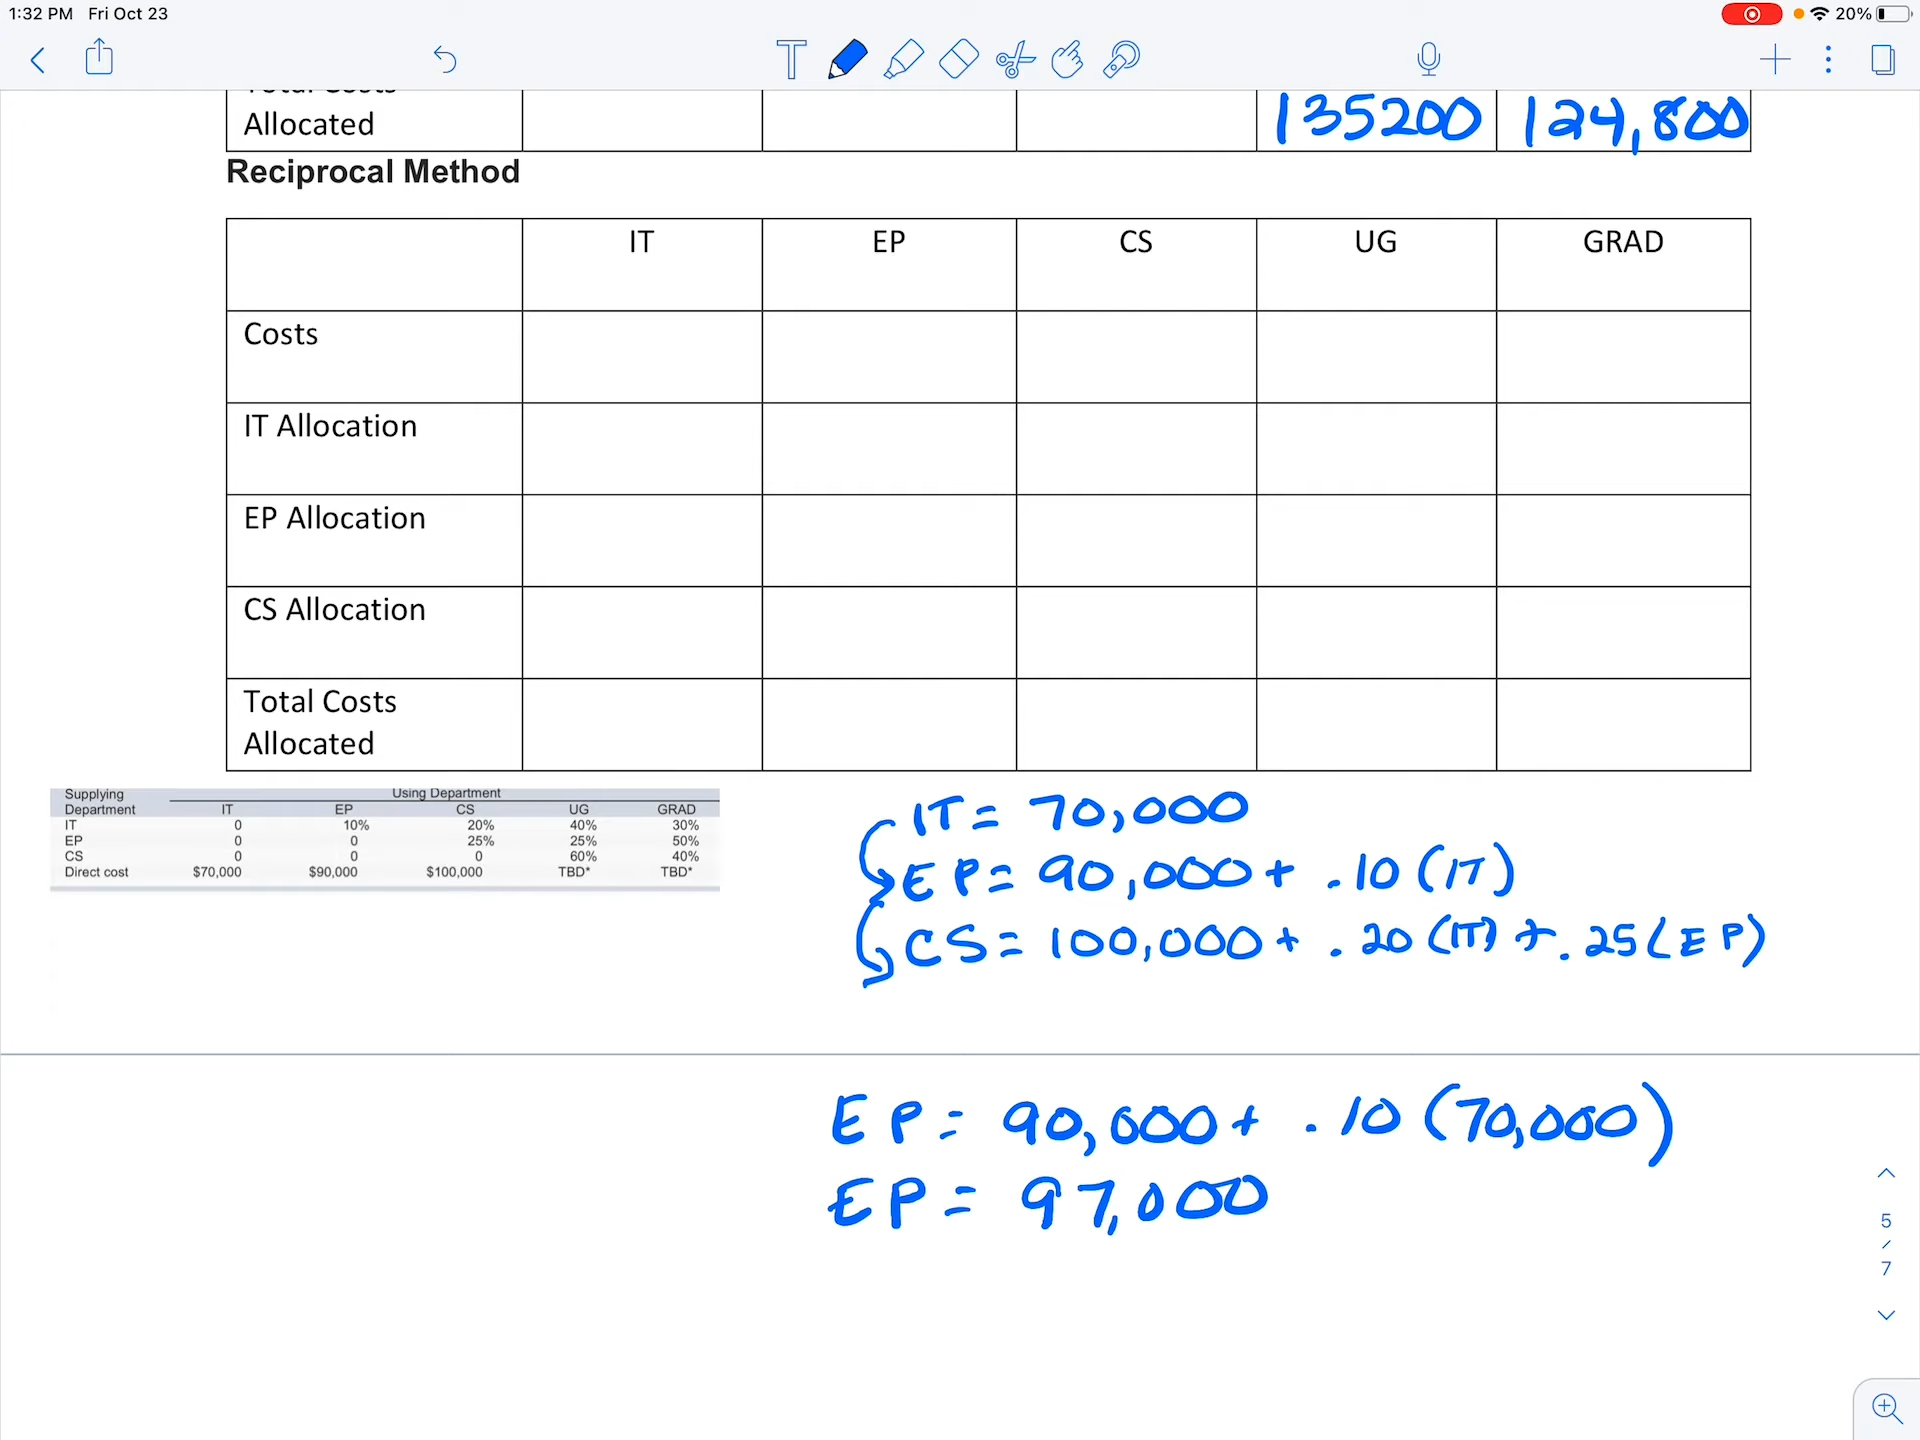 1:32 PM Fri Oct 23 20%
Allocated 135200 124,800
Reciprocal Method
IT EP CS UG GRAD
Costs
IT Allocation
EP Allocation
CS Allocation
Total Costs
Allocated
Supplying Using Department
Department IT EP CS UG GRAD
IT 0 10% 20% 40% 30%
EP 0 0 25% 25% 50%
CS 0 0 0 60% 40%
Direct cost $70,000 $90,000 $100,000 TBD* TBD*
IT = 70,000
EP = 90,000 + .10 (IT)
CS = 100,000 + .20 (IT) + .25 (EP)
EP = 90,000 + .10 (70,000)
EP = 97,000
5
/
7